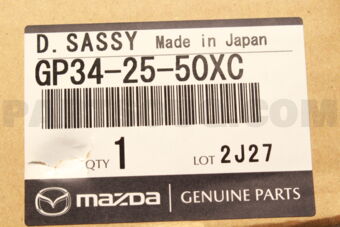 D. SASSY Made in Japan
GP34-25-50XC
QTY 1 LOT 2J27
mazda GENUINE PARTS